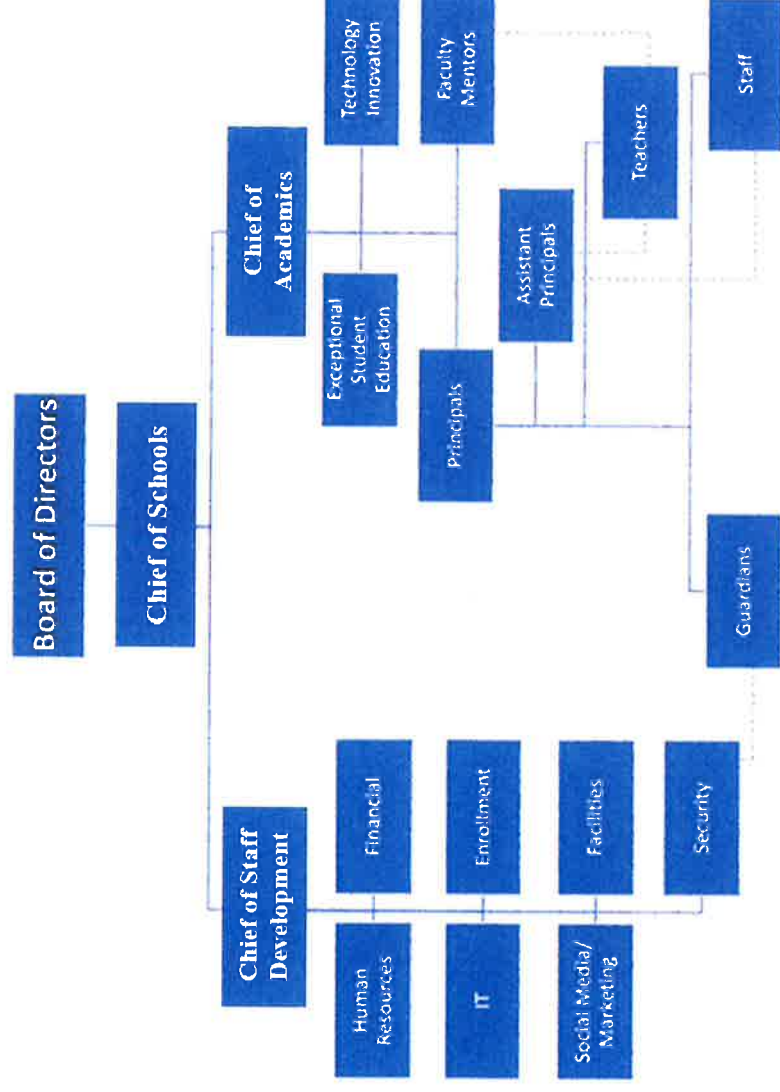 Board of Directors
Chief of Schools
Chief of Staff
Development
Chief of
Academics
Human
Resources
Financial
IT
Enrollment
Social Media/
Marketing
Facilities
Security
Exceptional
Student
Education
Technology
Innovation
Principals
Faculty
Mentors
Assistant
Principals
Teachers
Guardians
Staff